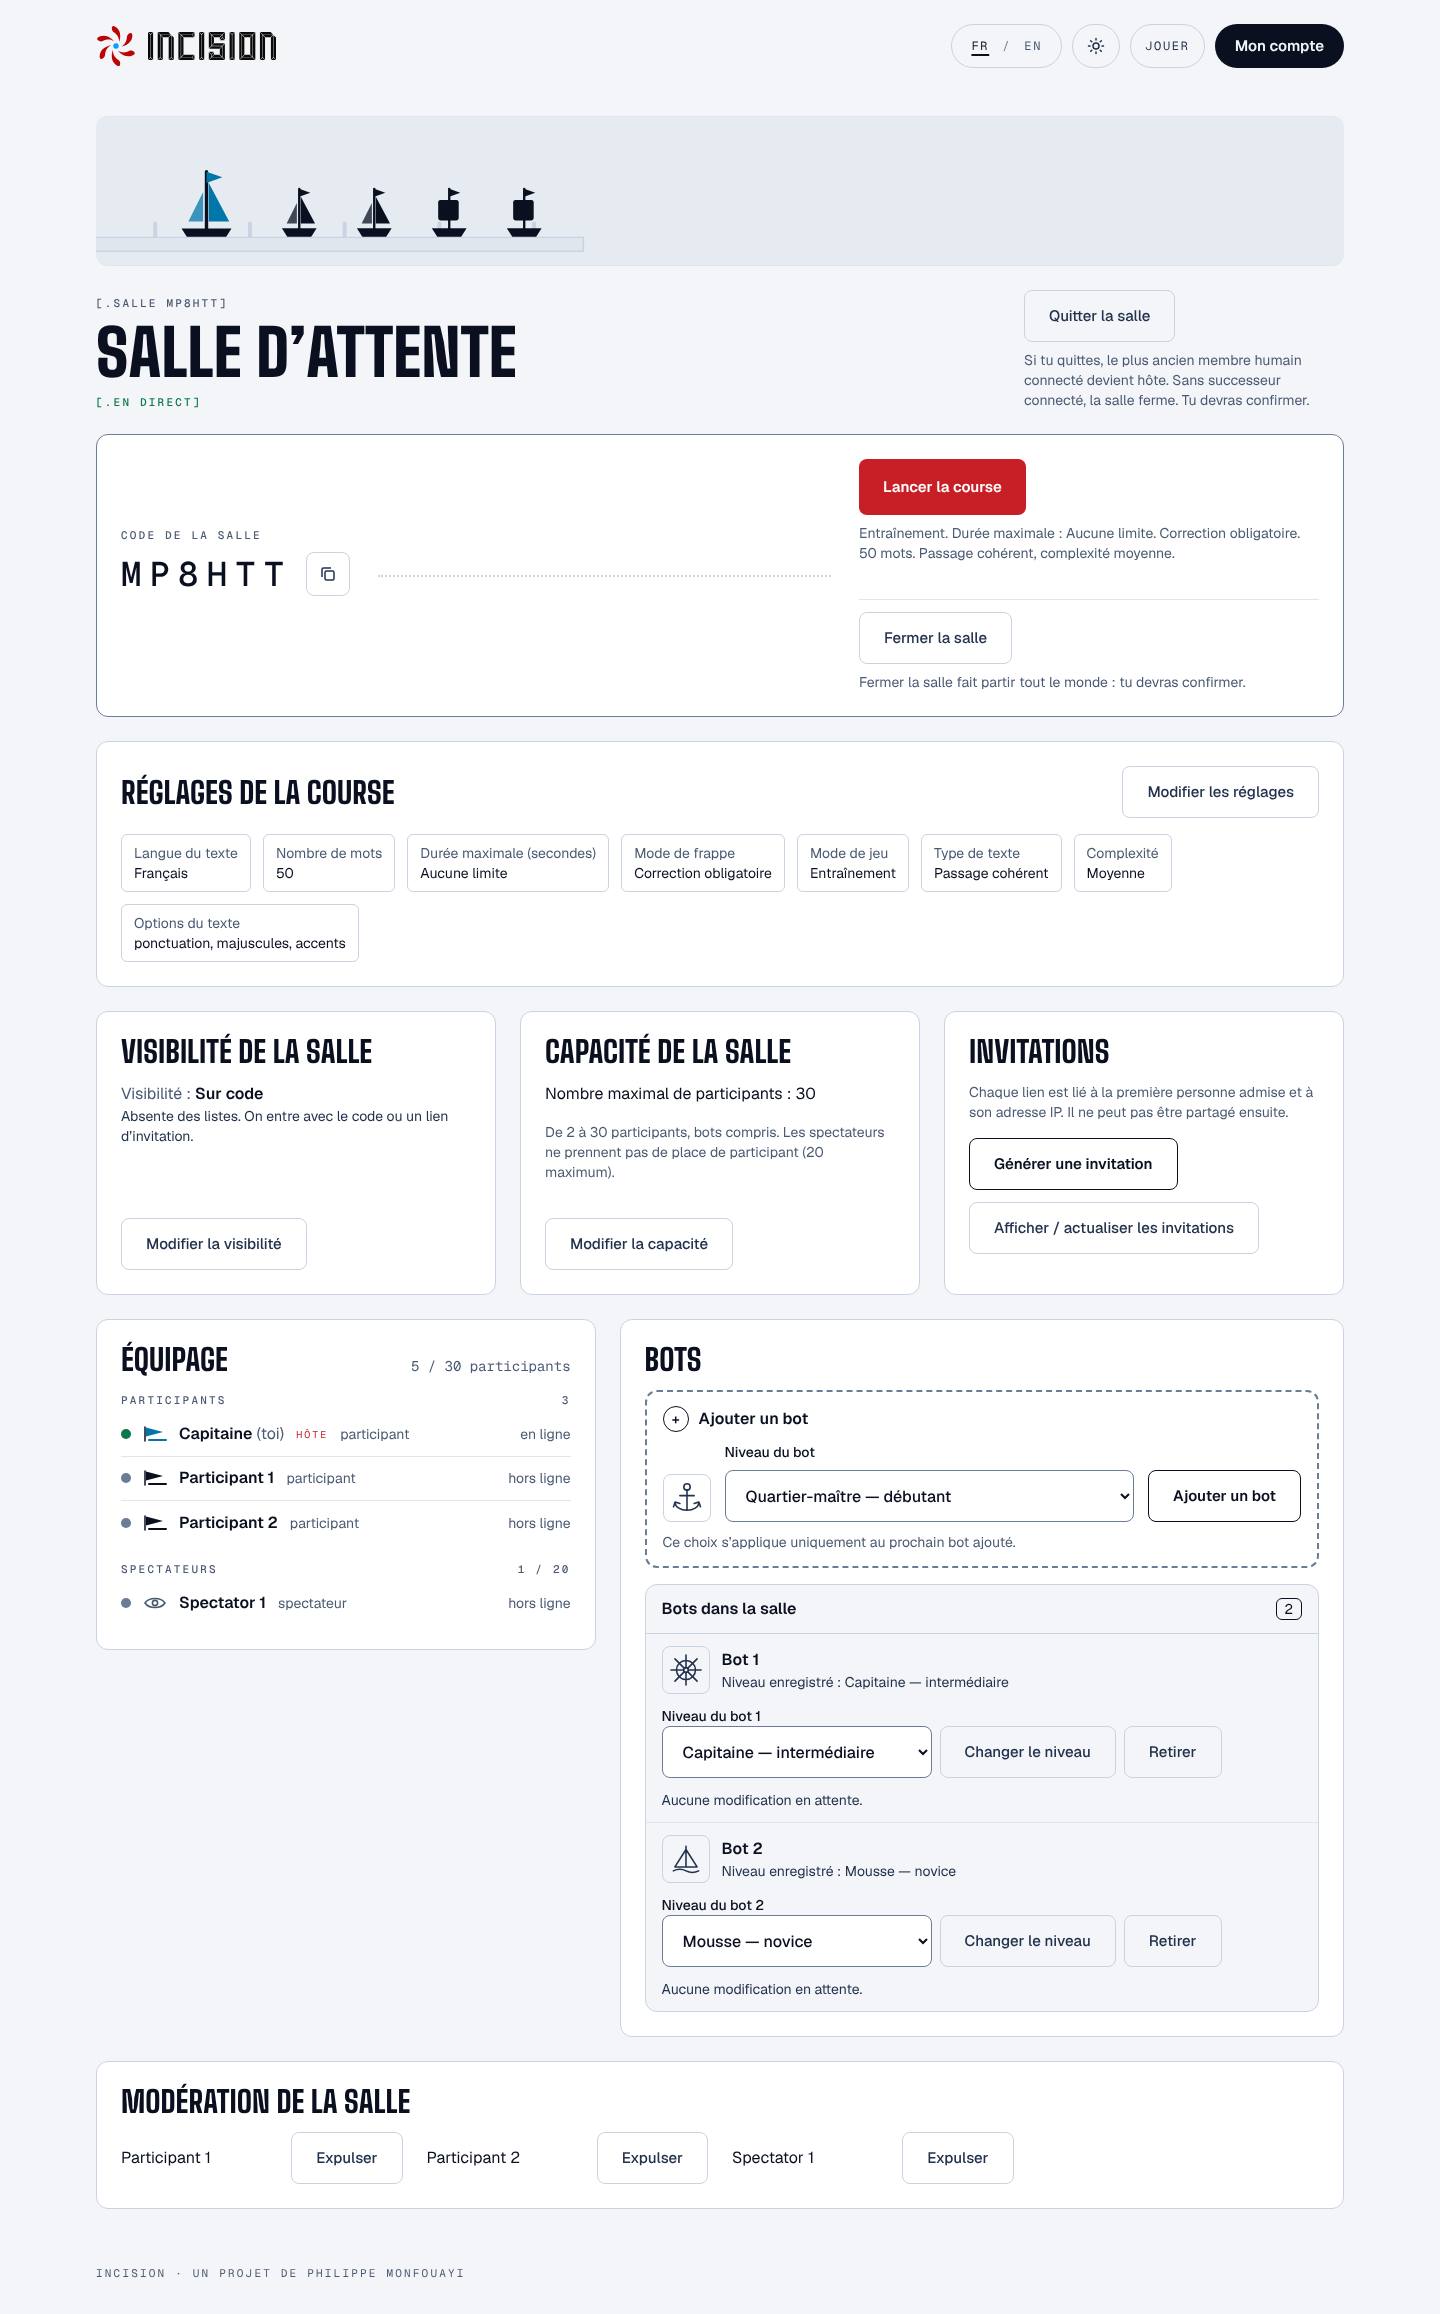 INCISION
FR / EN
JOUER
Mon compte
[.SALLE MP8HTT]
SALLE D’ATTENTE
[.EN DIRECT]
Quitter la salle
Si tu quittes, le plus ancien membre humain
connecté devient hôte. Sans successeur
connecté, la salle ferme. Tu devras confirmer.
CODE DE LA SALLE
MP8HTT
Lancer la course
Entraînement. Durée maximale : Aucune limite. Correction obligatoire.
50 mots. Passage cohérent, complexité moyenne.
Fermer la salle
Fermer la salle fait partir tout le monde : tu devras confirmer.
RÉGLAGES DE LA COURSE
Modifier les réglages
Langue du texte
Français
Nombre de mots
50
Durée maximale (secondes)
Aucune limite
Mode de frappe
Correction obligatoire
Mode de jeu
Entraînement
Type de texte
Passage cohérent
Complexité
Moyenne
Options du texte
ponctuation, majuscules, accents
VISIBILITÉ DE LA SALLE
Visibilité : Sur code
Absente des listes. On entre avec le code ou un lien
d’invitation.
Modifier la visibilité
CAPACITÉ DE LA SALLE
Nombre maximal de participants : 30
De 2 à 30 participants, bots compris. Les spectateurs
ne prennent pas de place de participant (20
maximum).
Modifier la capacité
INVITATIONS
Chaque lien est lié à la première personne admise et à
son adresse IP. Il ne peut pas être partagé ensuite.
Générer une invitation
Afficher / actualiser les invitations
ÉQUIPAGE
5 / 30 participants
PARTICIPANTS 3
Capitaine (toi) HÔTE participant en ligne
Participant 1 participant hors ligne
Participant 2 participant hors ligne
SPECTATEURS 1 / 20
Spectator 1 spectateur hors ligne
BOTS
+ Ajouter un bot
Niveau du bot
Quartier-maître — débutant
Ajouter un bot
Ce choix s’applique uniquement au prochain bot ajouté.
Bots dans la salle 2
Bot 1
Niveau enregistré : Capitaine — intermédiaire
Niveau du bot 1
Capitaine — intermédiaire
Changer le niveau
Retirer
Aucune modification en attente.
Bot 2
Niveau enregistré : Mousse — novice
Niveau du bot 2
Mousse — novice
Changer le niveau
Retirer
Aucune modification en attente.
MODÉRATION DE LA SALLE
Participant 1
Expulser
Participant 2
Expulser
Spectator 1
Expulser
INCISION · UN PROJET DE PHILIPPE MONFOUAYI